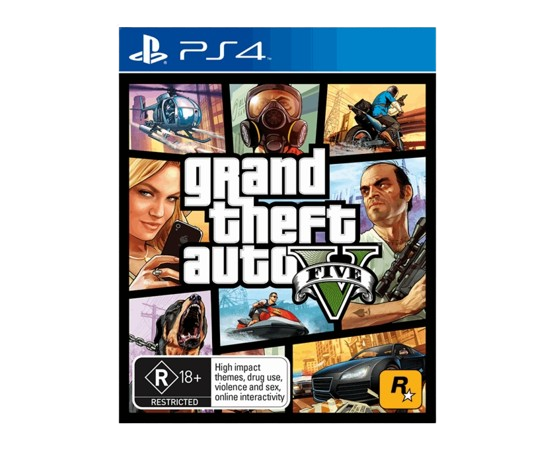 PS4
grand
theft
auto
V
FIVE
R 18+
RESTRICTED
High impact
themes, drug use,
violence and sex,
online interactivity
R